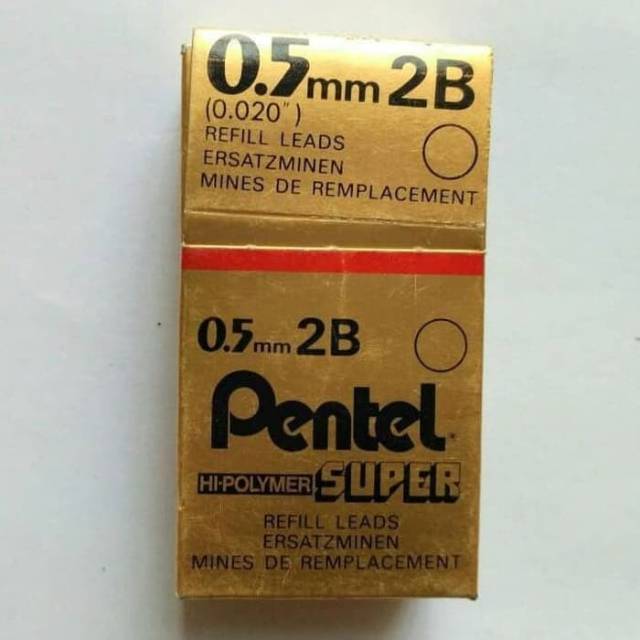 0.5mm 2B
(0.020")
REFILL LEADS
ERSATZMINEN
MINES DE REMPLACEMENT
0.5mm 2B
Pentel
HI-POLYMER SUPER
REFILL LEADS
ERSATZMINEN
MINES DE REMPLACEMENT